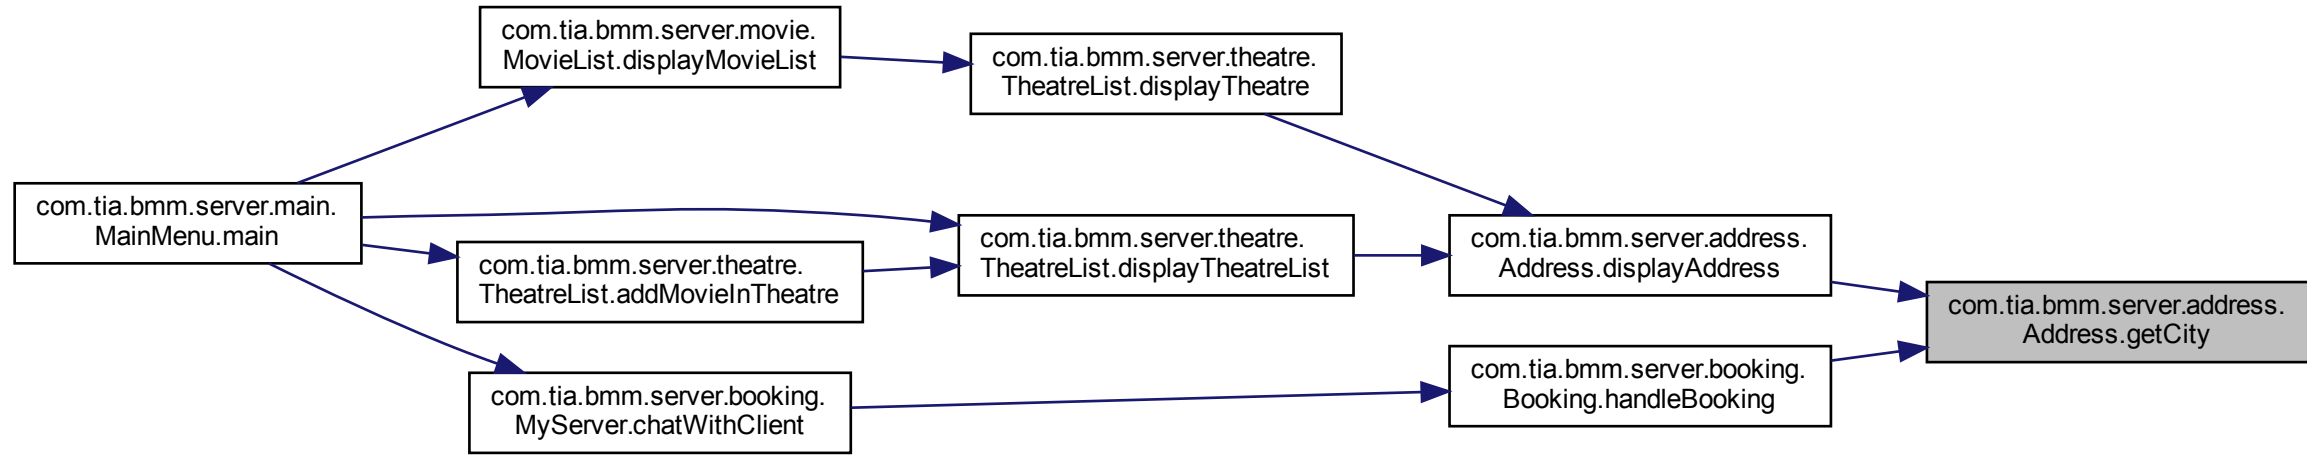 com.tia.bmm.server.movie.
MovieList.displayMovieList
com.tia.bmm.server.theatre.
TheatreList.displayTheatre
com.tia.bmm.server.main.
MainMenu.main
com.tia.bmm.server.theatre.
TheatreList.displayTheatreList
com.tia.bmm.server.address.
Address.displayAddress
com.tia.bmm.server.theatre.
TheatreList.addMovieInTheatre
com.tia.bmm.server.address.
Address.getCity
com.tia.bmm.server.booking.
Booking.handleBooking
com.tia.bmm.server.booking.
MyServer.chatWithClient